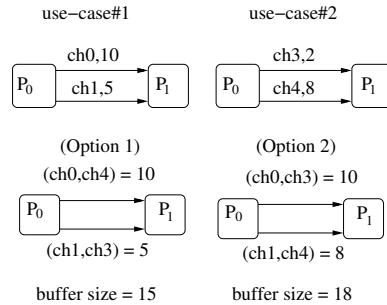 use-case#1
use-case#2
ch0,10
P0
ch1,5
P1
ch3,2
P0
ch4,8
P1
(Option 1)
(Option 2)
(ch0,ch4) = 10
P0
P1
(ch1,ch3) = 5
(ch0,ch3) = 10
P0
P1
(ch1,ch4) = 8
buffer size = 15
buffer size = 18